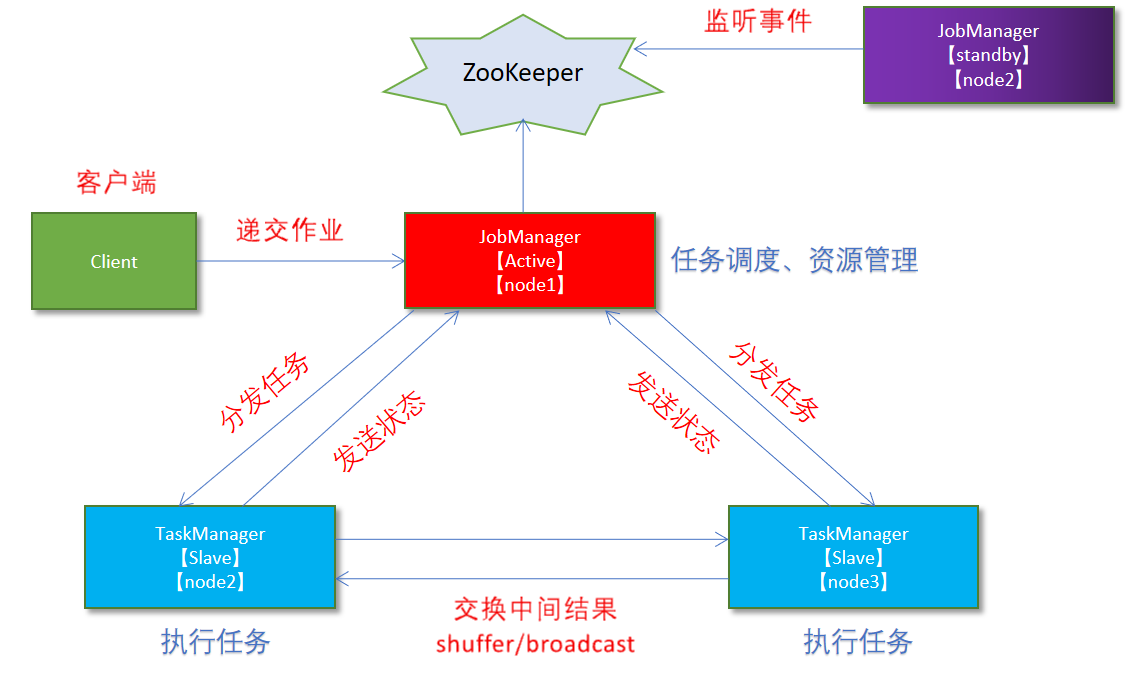 监听事件
JobManager
【standby】
【node2】
ZooKeeper
客户端
Client
递交作业
JobManager
【Active】
【node1】
任务调度、资源管理
分发任务
发送状态
发送状态
分发任务
TaskManager
【Slave】
【node2】
TaskManager
【Slave】
【node3】
交换中间结果
shuffer/broadcast
执行任务
执行任务